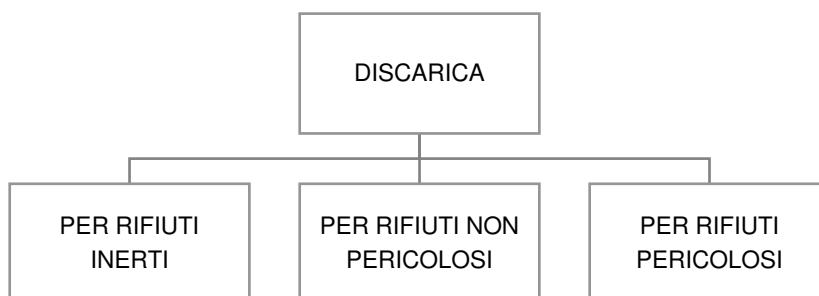 DISCARICA
PER RIFIUTI
INERTI
PER RIFIUTI NON
PERICOLOSI
PER RIFIUTI
PERICOLOSI